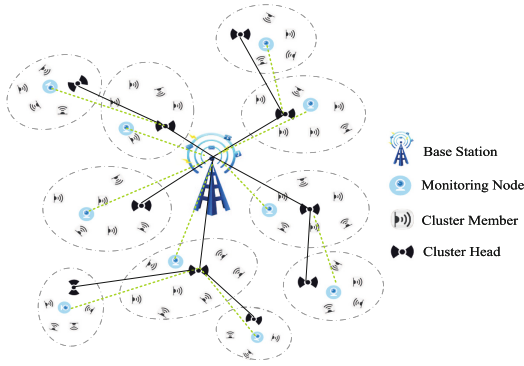 Base Station
Monitoring Node
Cluster Member
Cluster Head